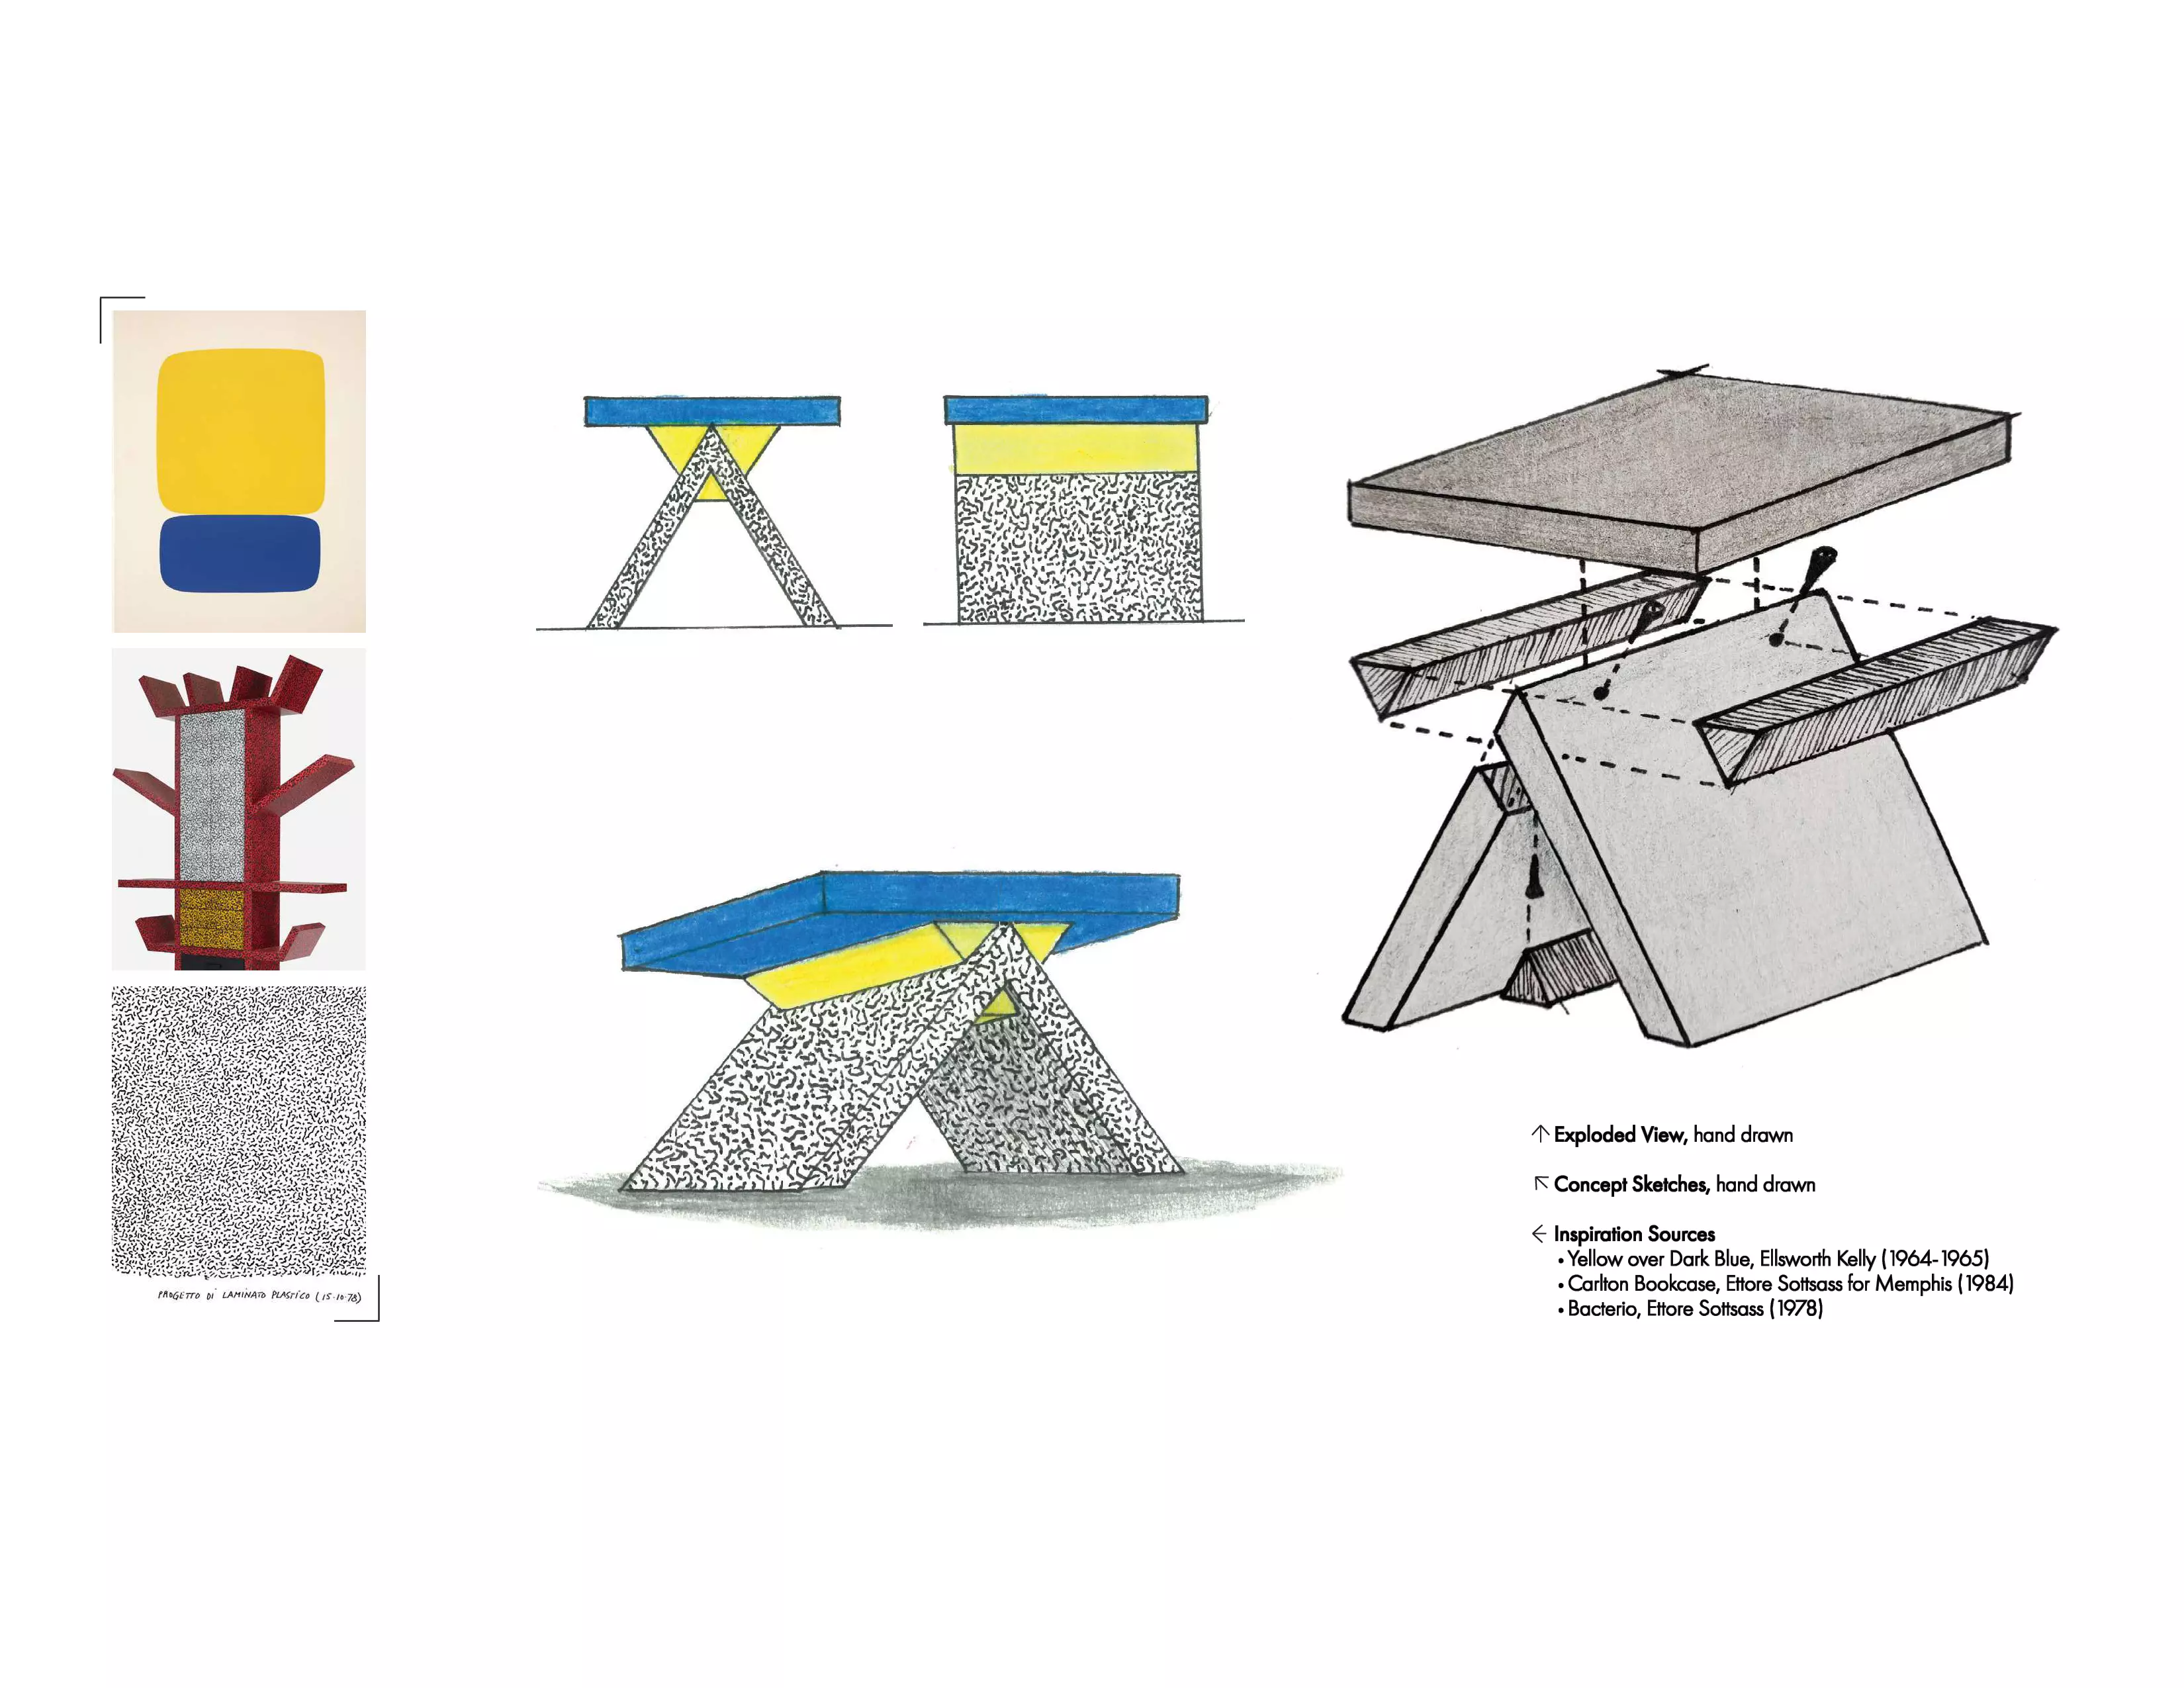 PROGETTO DI LAMINATO PLASTICO (15·10·78)
↑ Exploded View, hand drawn
↖ Concept Sketches, hand drawn
← Inspiration Sources
• Yellow over Dark Blue, Ellsworth Kelly (1964-1965)
• Carlton Bookcase, Ettore Sottsass for Memphis (1984)
• Bacterio, Ettore Sottsass (1978)